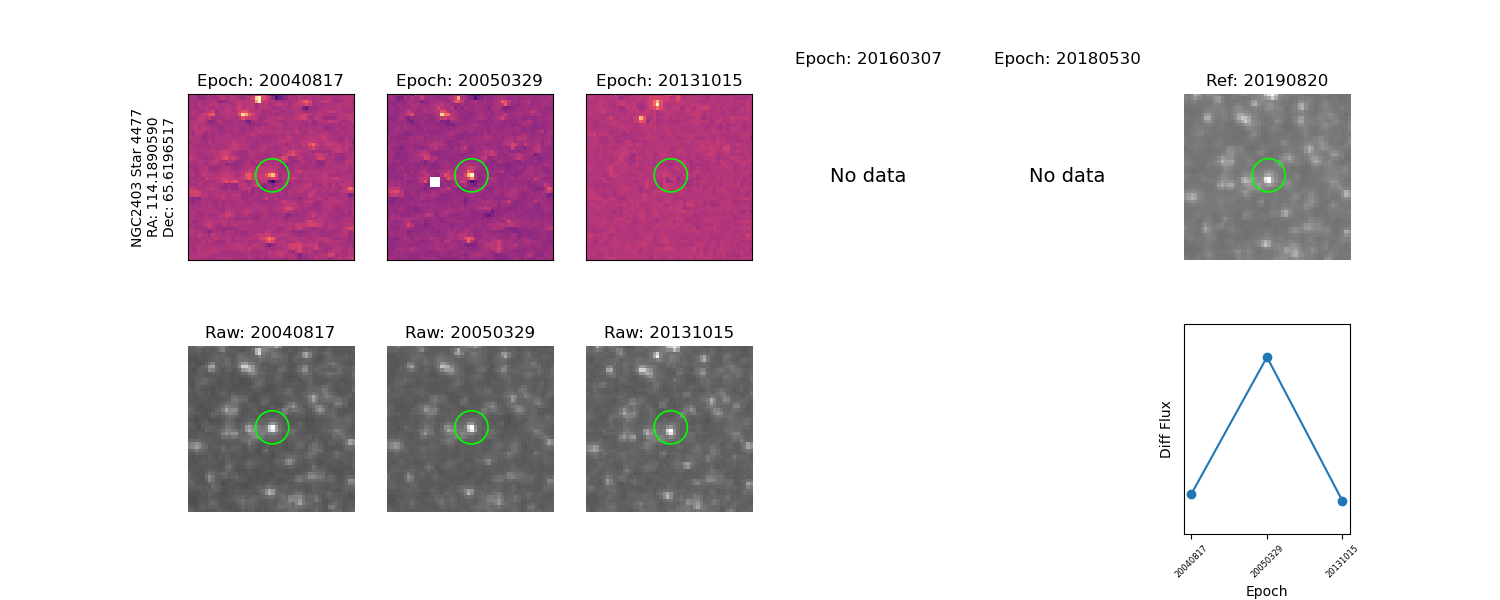 Epoch: 20040817
Epoch: 20050329
Epoch: 20131015
Epoch: 20160307
Epoch: 20180530
Ref: 20190820
NGC2403 Star 4477
RA: 114.1890590
Dec: 65.6196517
No data
No data
Raw: 20040817
Raw: 20050329
Raw: 20131015
Diff Flux
20040817
20050329
20131015
Epoch